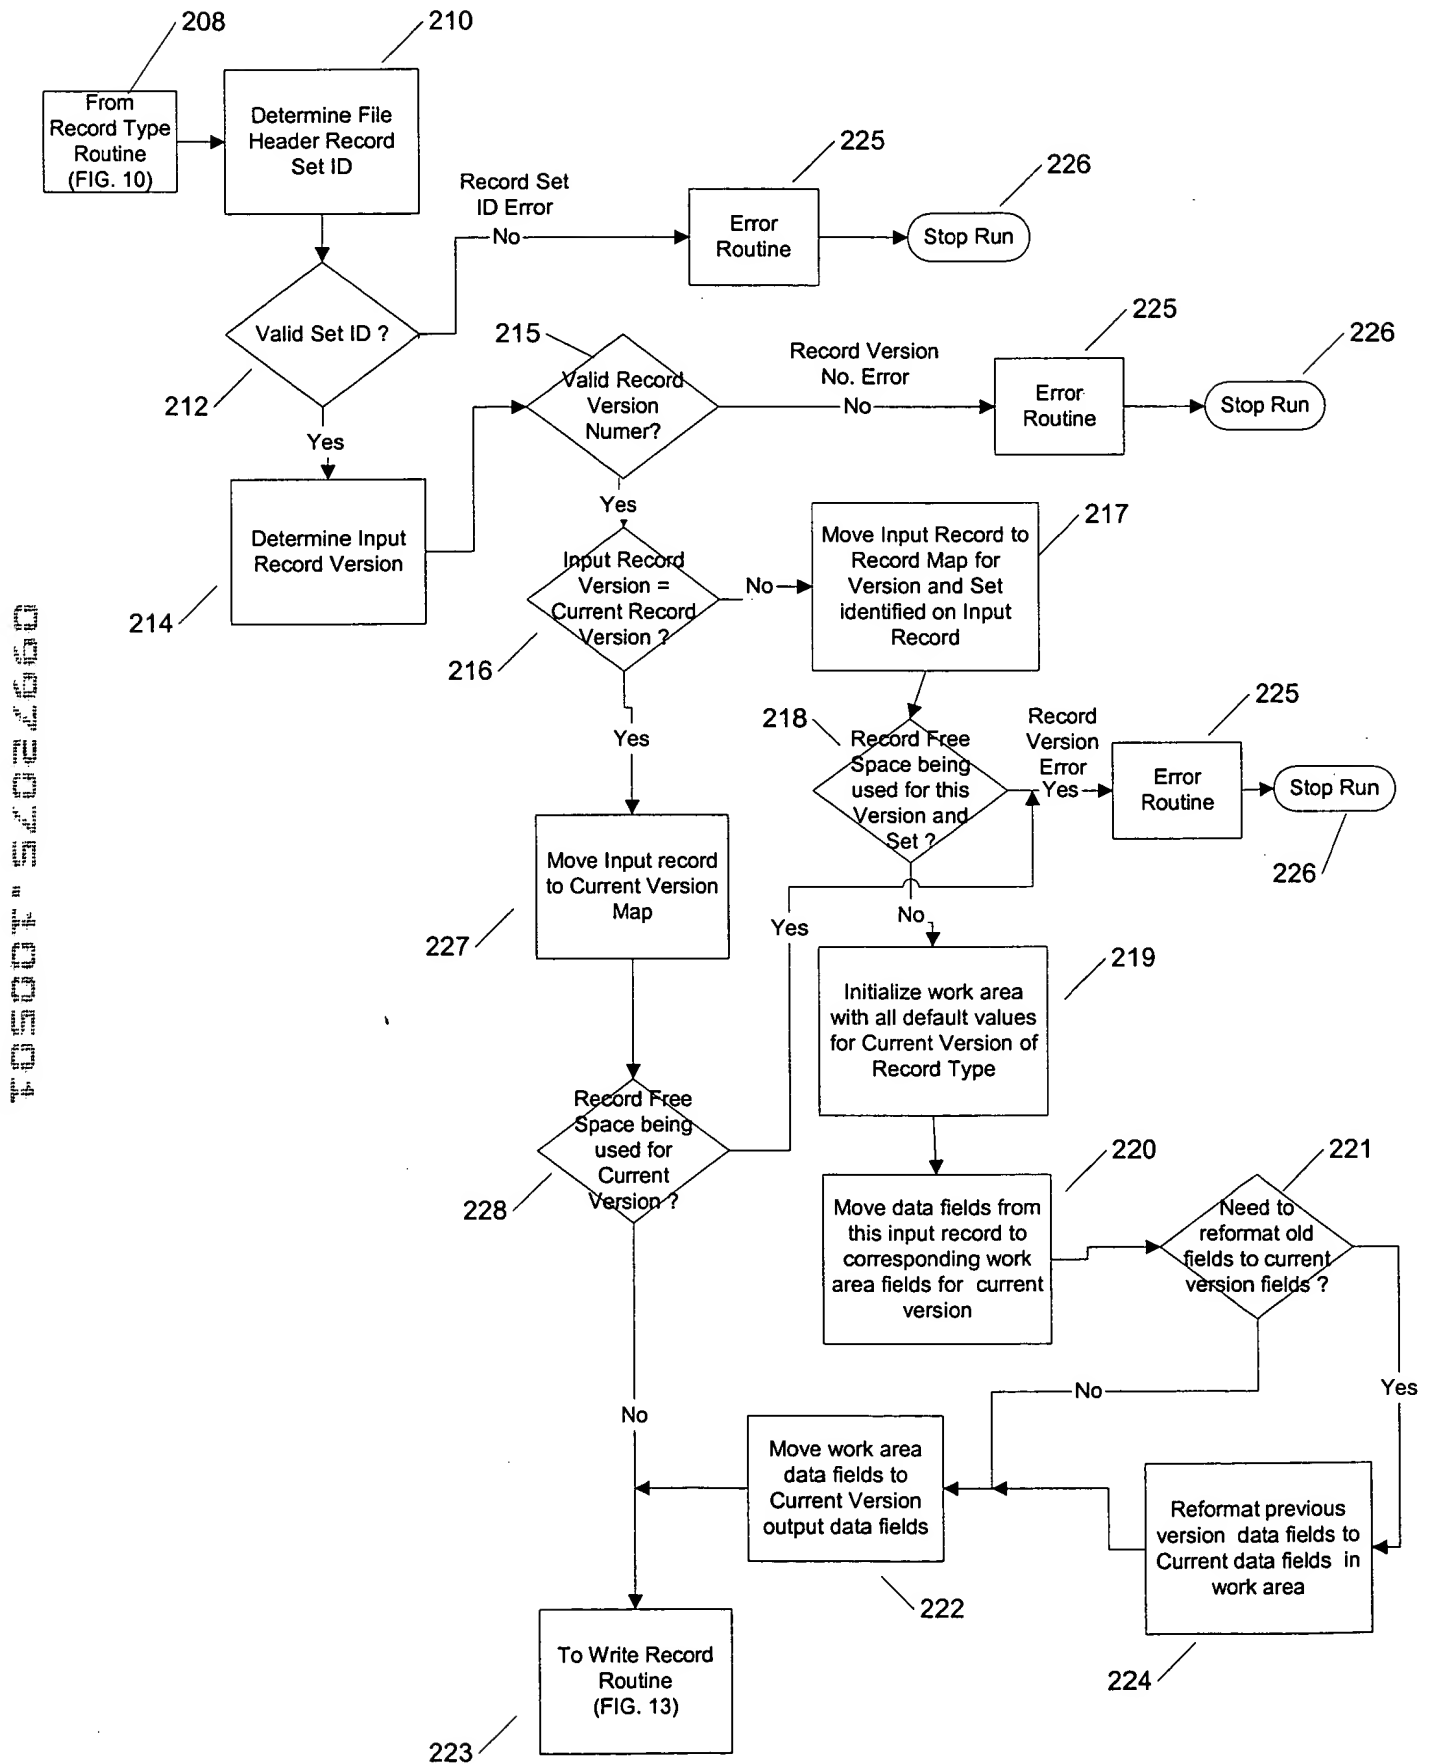 208
210
From
Record Type
Routine
(FIG. 10)
Determine File
Header Record
Set ID
Record Set
ID Error
No
225
Error
Routine
226
Stop Run
Valid Set ID ?
212
Yes
215
Valid Record
Version
Numer?
Record Version
No. Error
No
225
Error
Routine
226
Stop Run
Determine Input
Record Version
214
Yes
Input Record
Version =
Current Record
Version ?
216
No
Move Input Record to
Record Map for
Version and Set
identified on Input
Record
217
Yes
218
Record Free
Space being
used for this
Version and
Set ?
Record
Version
Error
Yes
225
Error
Routine
Stop Run
226
Move Input record
to Current Version
Map
227
Yes
No
Initialize work area
with all default values
for Current Version of
Record Type
219
Record Free
Space being
used for
Current
Version ?
228
Move data fields from
this input record to
corresponding work
area fields for current
version
220
221
Need to
reformat old
fields to current
version fields ?
No
Yes
No
Move work area
data fields to
Current Version
output data fields
222
Reformat previous
version data fields to
Current data fields in
work area
224
To Write Record
Routine
(FIG. 13)
223
09972075.100501